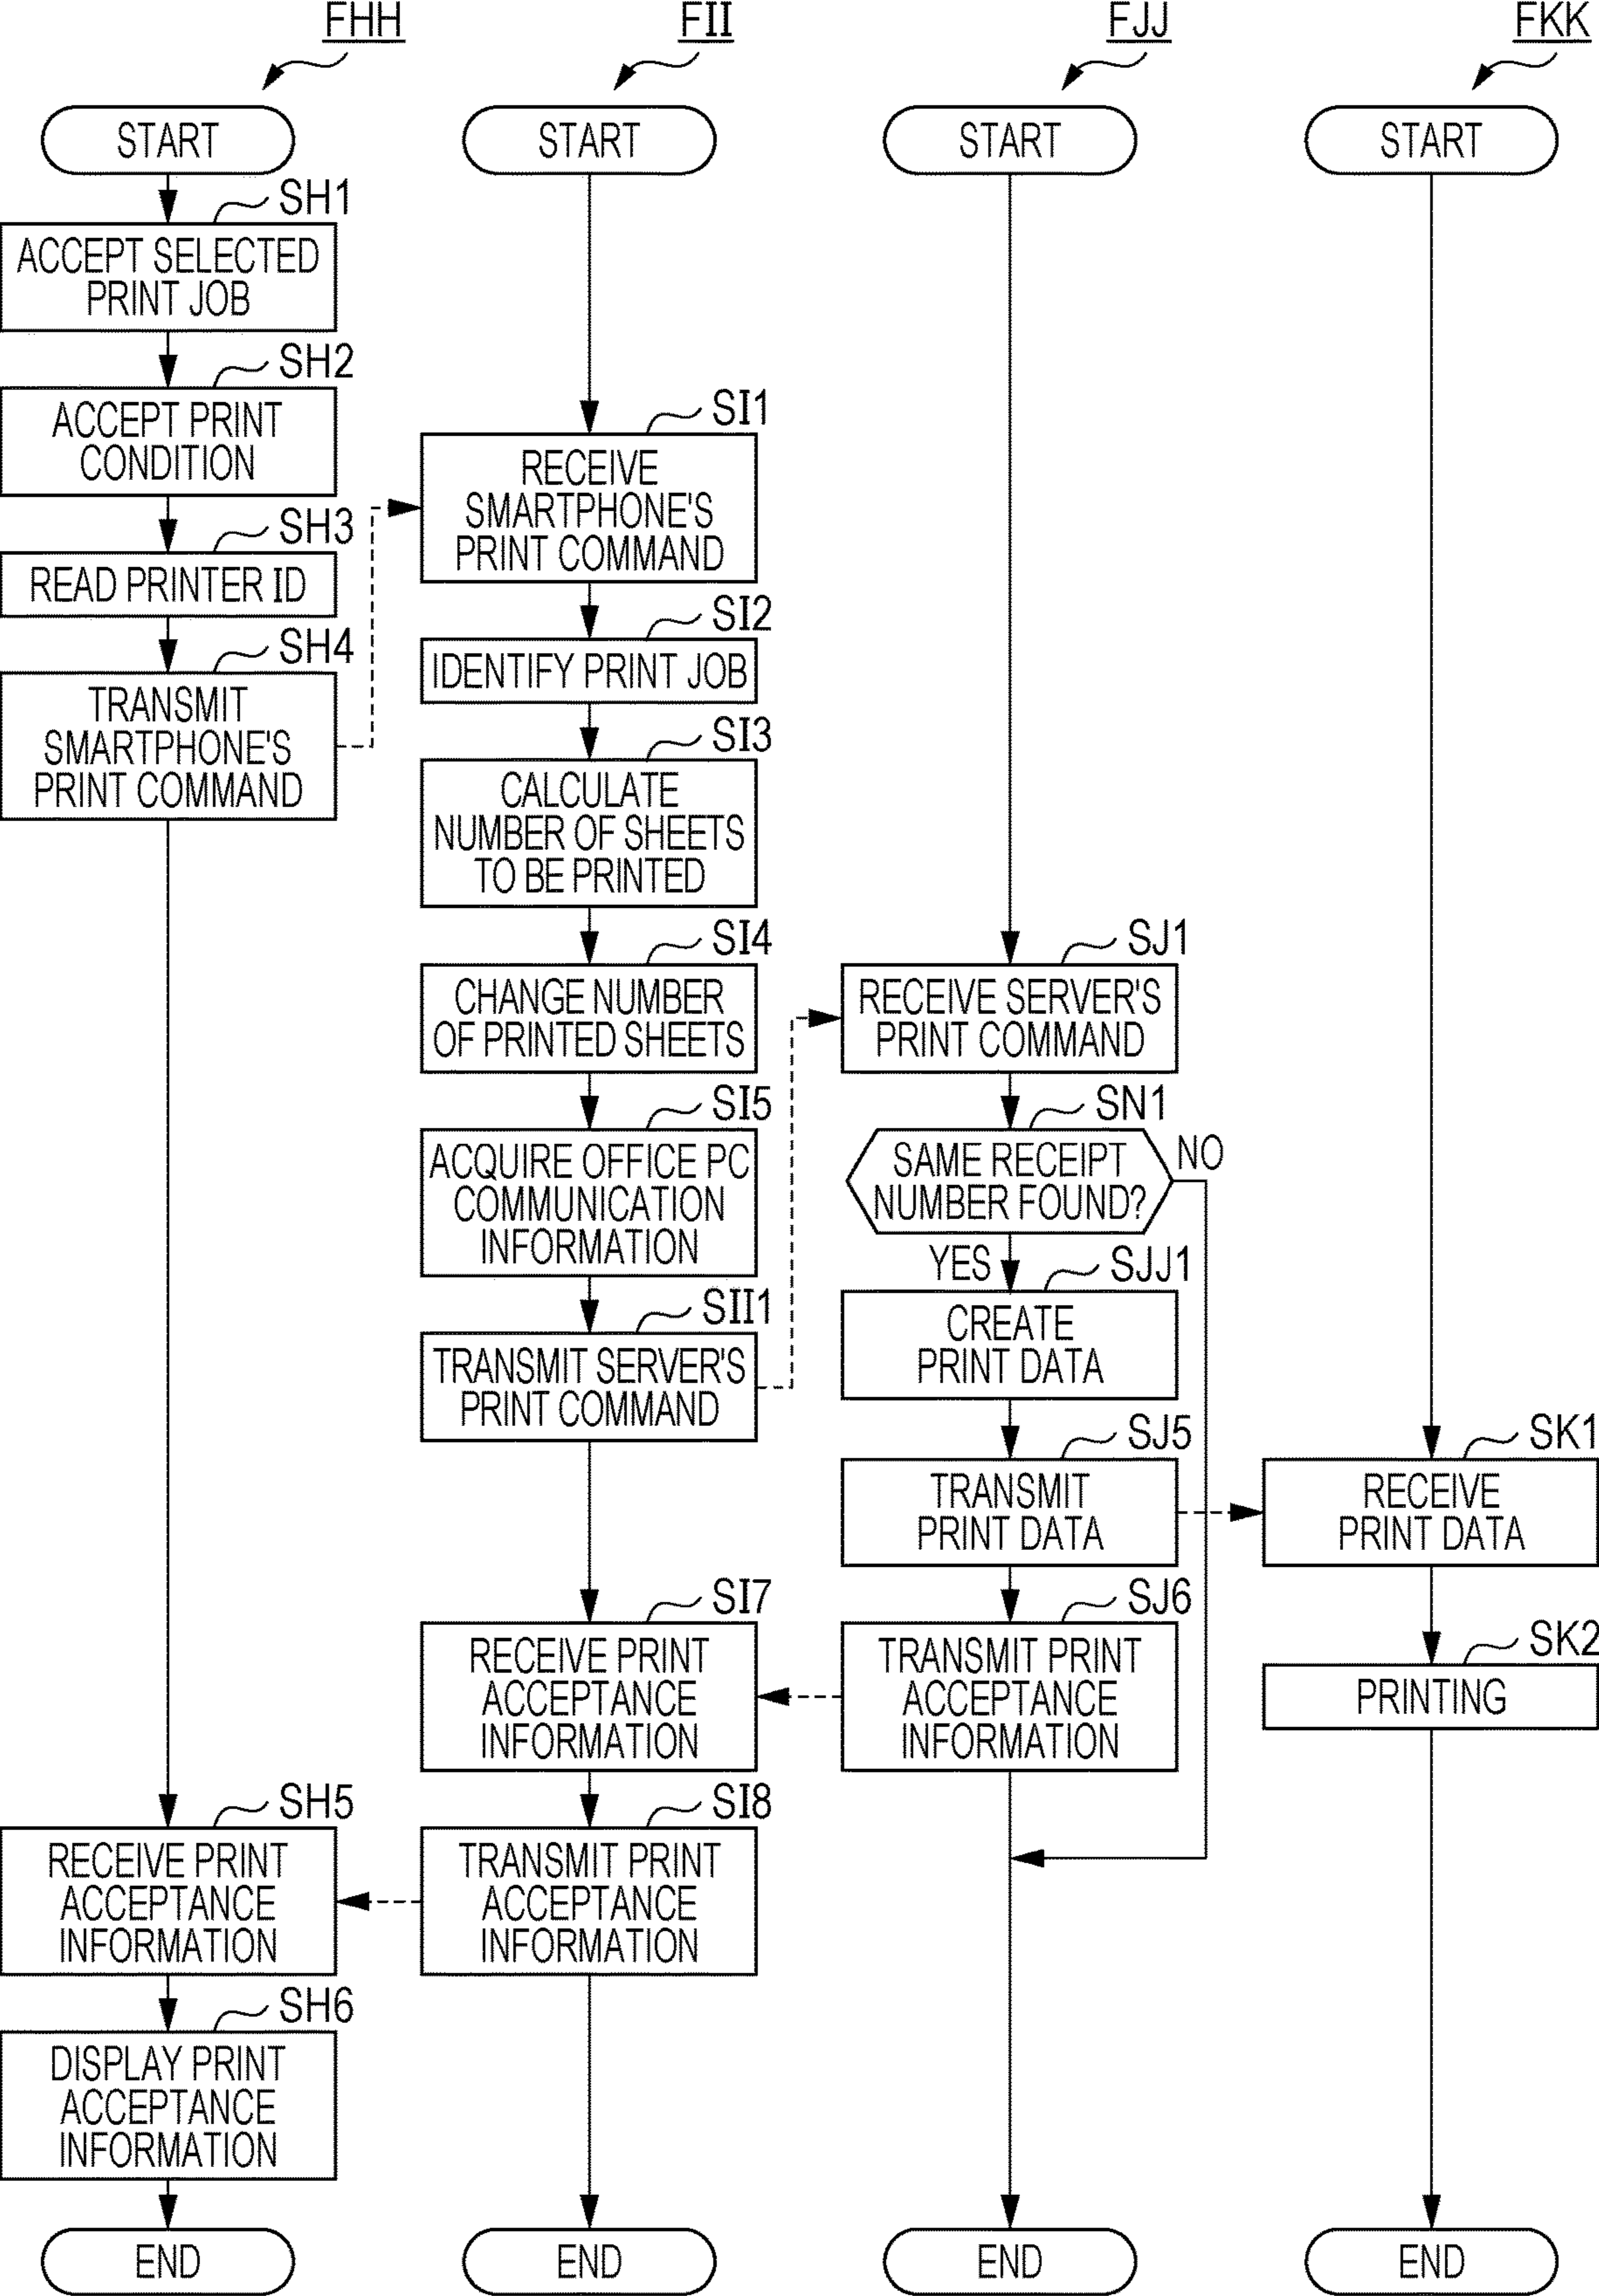 FHH
FII
FJJ
FKK
START
START
START
START
SH1
ACCEPT SELECTED
PRINT JOB
SH2
ACCEPT PRINT
CONDITION
SH3
READ PRINTER ID
SH4
TRANSMIT
SMARTPHONE'S
PRINT COMMAND
SH5
RECEIVE PRINT
ACCEPTANCE
INFORMATION
SH6
DISPLAY PRINT
ACCEPTANCE
INFORMATION
END
SI1
RECEIVE
SMARTPHONE'S
PRINT COMMAND
SI2
IDENTIFY PRINT JOB
SI3
CALCULATE
NUMBER OF SHEETS
TO BE PRINTED
SI4
CHANGE NUMBER
OF PRINTED SHEETS
SI5
ACQUIRE OFFICE PC
COMMUNICATION
INFORMATION
SII1
TRANSMIT SERVER'S
PRINT COMMAND
SI7
RECEIVE PRINT
ACCEPTANCE
INFORMATION
SI8
TRANSMIT PRINT
ACCEPTANCE
INFORMATION
END
SJ1
RECEIVE SERVER'S
PRINT COMMAND
SN1
SAME RECEIPT
NUMBER FOUND?
NO
YES
SJJ1
CREATE
PRINT DATA
SJ5
TRANSMIT
PRINT DATA
SJ6
TRANSMIT PRINT
ACCEPTANCE
INFORMATION
END
SK1
RECEIVE
PRINT DATA
SK2
PRINTING
END